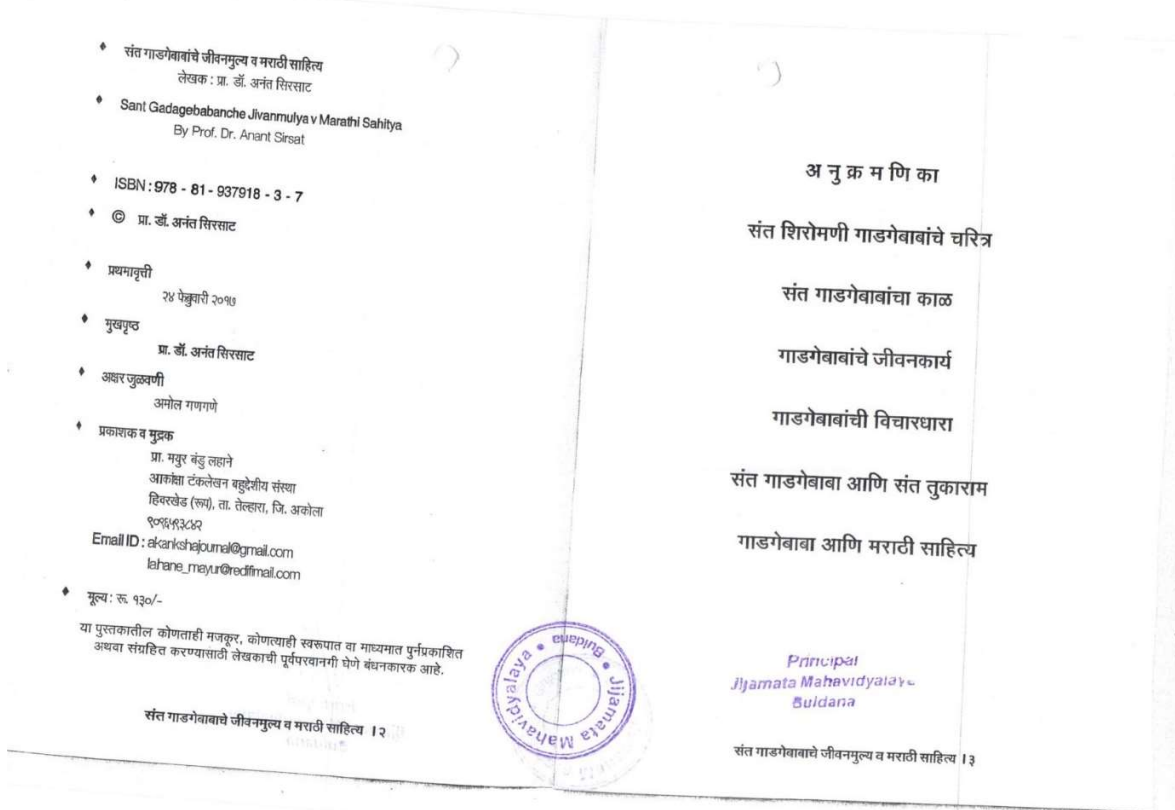 ♦ संत गाडगेबाबांचे जीवनमुल्य व मराठी साहित्य
लेखक : प्रा. डॉ. अनंत सिरसाट
♦ Sant Gadagebabanche Jivanmulya v Marathi Sahitya
By Prof. Dr. Anant Sirsat
♦ ISBN : 978 - 81 - 937918 - 3 - 7
♦ © प्रा. डॉ. अनंत सिरसाट
♦ प्रथमावृत्ती
२४ फेब्रुवारी २०१७
♦ मुखपृष्ठ
प्रा. डॉ. अनंत सिरसाट
♦ अक्षर जुळवणी
अमोल गणगणे
♦ प्रकाशक व मुद्रक
प्रा. मयुर बंडु लहाने
आकांक्षा टंकलेखन बहुद्देशीय संस्था
हिवरखेड (रूप), ता. तेल्हारा, जि. अकोला
Email ID : akankshajournal@gmail.com
lahane_mayur@redifmail.com
♦ मूल्य : रू. १३०/-
या पुस्तकातील कोणताही मजकूर, कोणत्याही स्वरूपात वा माध्यमात पुर्नप्रकाशित
अथवा संग्रहित करण्यासाठी लेखकाची पूर्वपरवानगी घेणे बंधनकारक आहे.
संत गाडगेबाबाचे जीवनमुल्य व मराठी साहित्य । २
Jijamata Mahavidyalaya • Buldana •
अ नु क्र म णि का
संत शिरोमणी गाडगेबाबांचे चरित्र
संत गाडगेबाबांचा काळ
गाडगेबाबांचे जीवनकार्य
गाडगेबाबांची विचारधारा
संत गाडगेबाबा आणि संत तुकाराम
गाडगेबाबा आणि मराठी साहित्य
Principal
Jijamata Mahavidyalaya
Buldana
संत गाडगेबाबाचे जीवनमुल्य व मराठी साहित्य । ३